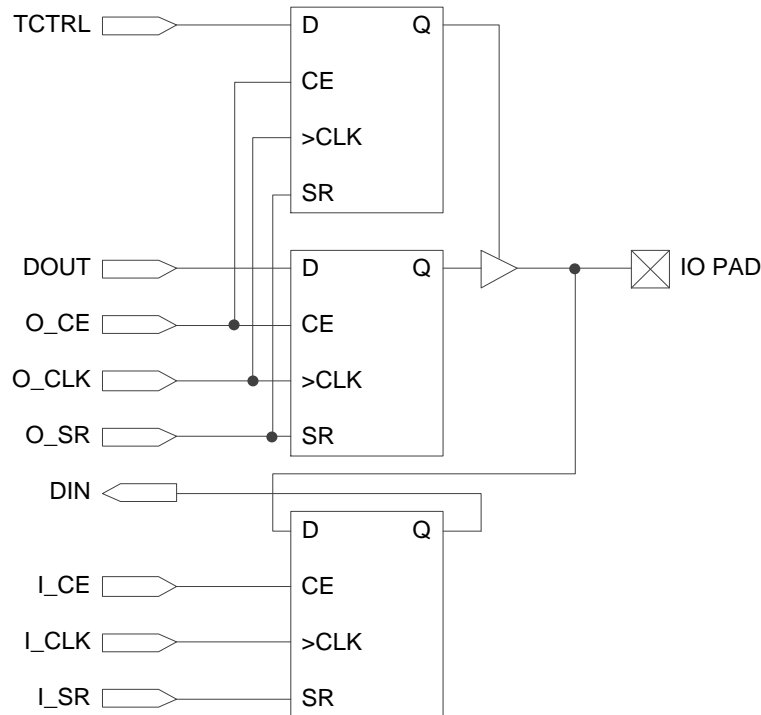 TCTRL D Q
CE
>CLK
SR
DOUT D Q IO PAD
O_CE CE
O_CLK >CLK
O_SR SR
DIN
D Q
I_CE CE
I_CLK >CLK
I_SR SR